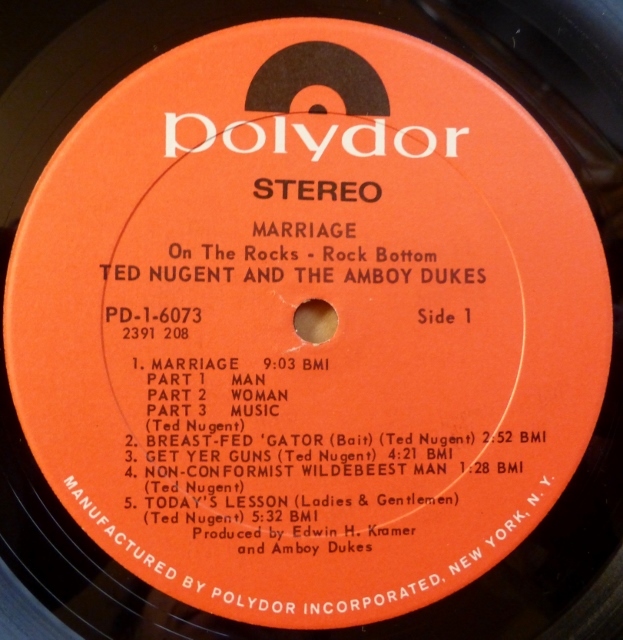 polydor
STEREO
MARRIAGE
On The Rocks - Rock Bottom
TED NUGENT AND THE AMBOY DUKES
PD-1-6073
2391 208
Side 1
1. MARRIAGE 9:03 BMI
PART 1 MAN
PART 2 WOMAN
PART 3 MUSIC
(Ted Nugent)
2. BREAST-FED 'GATOR (Bait) (Ted Nugent) 2:52 BMI
3. GET YER GUNS (Ted Nugent) 4:21 BMI
4. NON-CONFORMIST WILDEBEEST MAN 1:28 BMI
(Ted Nugent)
5. TODAY'S LESSON (Ladies & Gentlemen)
(Ted Nugent) 5:32 BMI
Produced by Edwin H. Kramer
and Amboy Dukes
MANUFACTURED BY POLYDOR INCORPORATED, NEW YORK, N. Y.